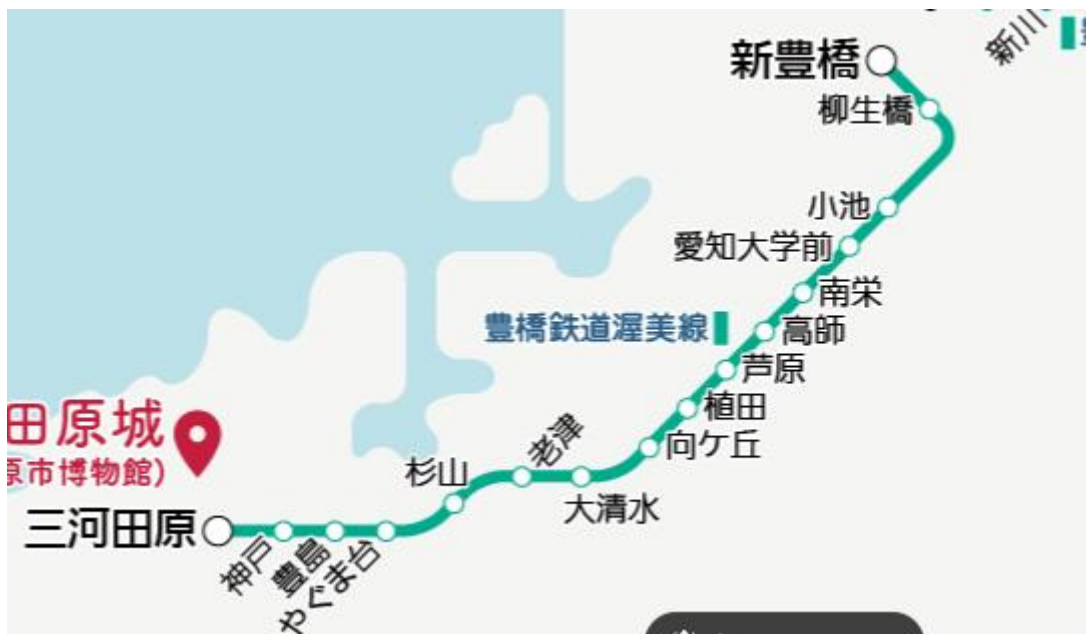 新豊橋
新川
柳生橋
小池
愛知大学前
南栄
豊橋鉄道渥美線
高師
芦原
植田
向ケ丘
老津
大清水
杉山
田原城
原市博物館)
三河田原
神戸
豊島
やぐま台